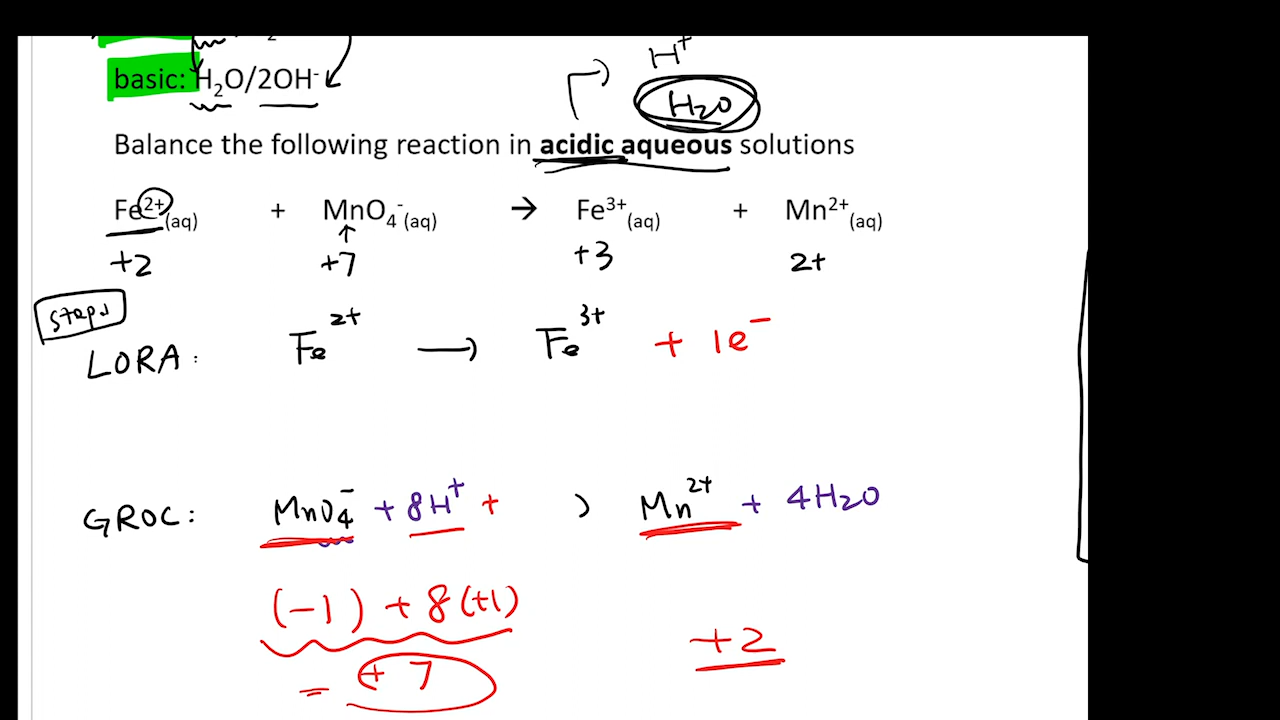 basic: H₂O/2OH⁻
H⁺
H₂O
Balance the following reaction in acidic aqueous solutions
Fe²⁺(aq) + MnO₄⁻(aq) → Fe³⁺(aq) + Mn²⁺(aq)
+2 +7 +3 2+
Steps
LORA: Fe²⁺ → Fe³⁺ + 1e⁻
GROC: MnO₄⁻ + 8H⁺ + Mn²⁺ + 4H₂O
(-1) + 8(+1) +2
= +7